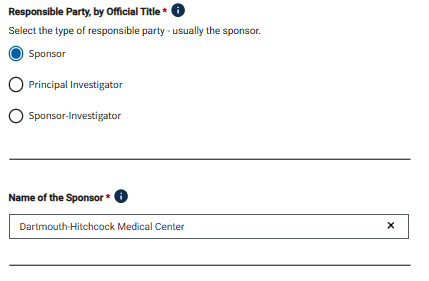 Responsible Party, by Official Title *
Select the type of responsible party - usually the sponsor.
Sponsor
Principal Investigator
Sponsor-Investigator
Name of the Sponsor *
Dartmouth-Hitchcock Medical Center